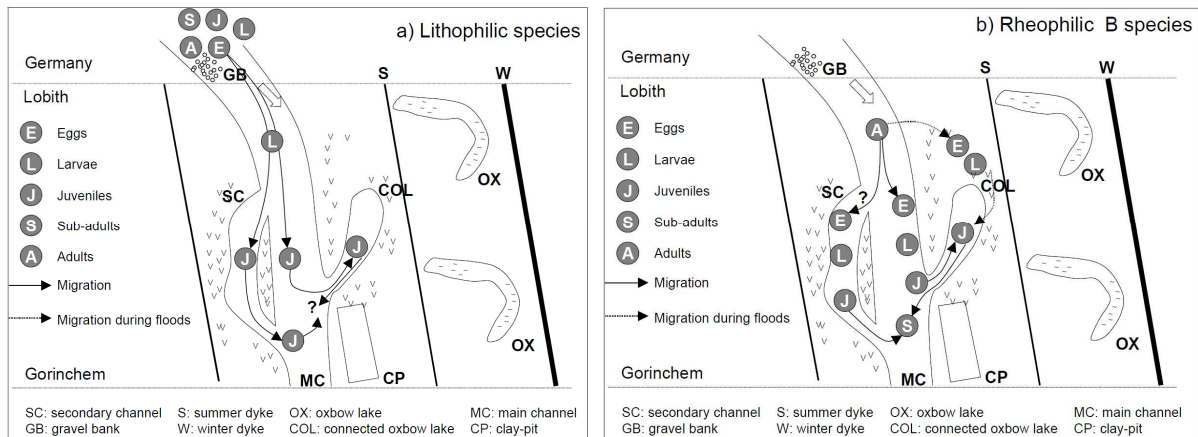 a) Lithophilic species
S J L
A E
GB
Germany
S
W
Lobith
E Eggs
L Larvae
J Juveniles
S Sub-adults
A Adults
Migration
Migration during floods
L
SC
COL
OX
J
J
J
?
J
OX
Gorinchem
MC
CP
SC: secondary channel S: summer dyke OX: oxbow lake MC: main channel
GB: gravel bank W: winter dyke COL: connected oxbow lake CP: clay-pit
b) Rheophilic B species
GB
Germany
S
W
Lobith
E Eggs
L Larvae
J Juveniles
S Sub-adults
A Adults
Migration
Migration during floods
A
E
L
SC
COL
OX
?
E
E
J
L
L
J
J
S
OX
Gorinchem
MC
CP
SC: secondary channel S: summer dyke OX: oxbow lake MC: main channel
GB: gravel bank W: winter dyke COL: connected oxbow lake CP: clay-pit